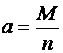 a = M/n